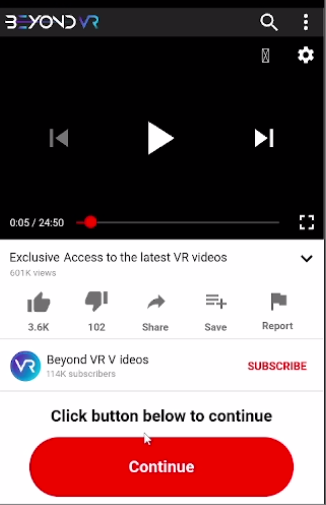 BEYOND VR
0:05 / 24:50
Exclusive Access to the latest VR videos
601K views
3.6K
102
Share
Save
Report
VR
Beyond VR V ideos
114K subscribers
SUBSCRIBE
Click button below to continue
Continue